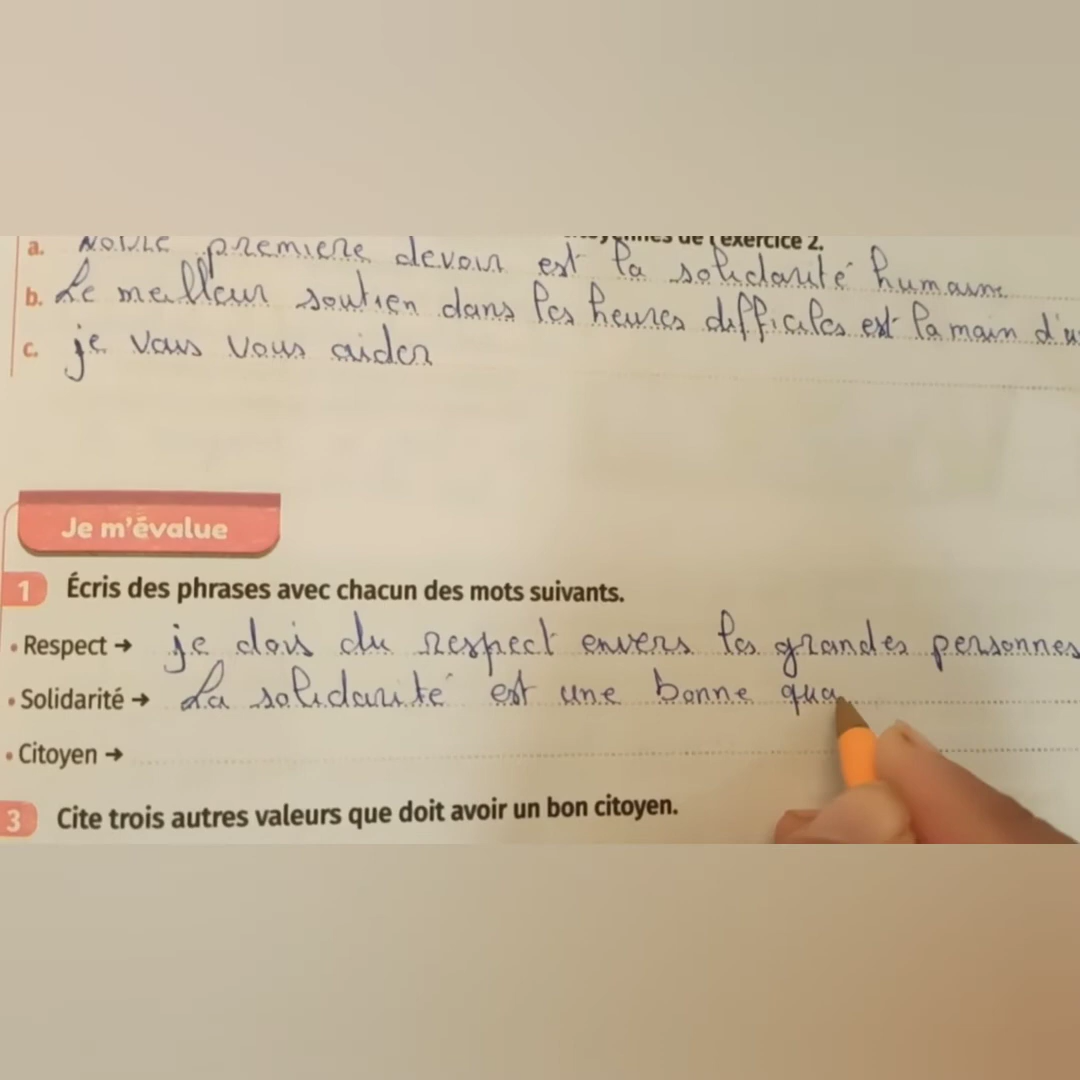 de l'exercice 2.
a. Notre premiere devoir est la solidarité humaine
b. Le meilleur soutien dans les heures difficiles est la main d'u
c. je vais vous aider
Je m'évalue
1 Écris des phrases avec chacun des mots suivants.
• Respect → je dois du respect envers les grandes personnes
• Solidarité → La solidarité est une bonne qua
• Citoyen →
3 Cite trois autres valeurs que doit avoir un bon citoyen.